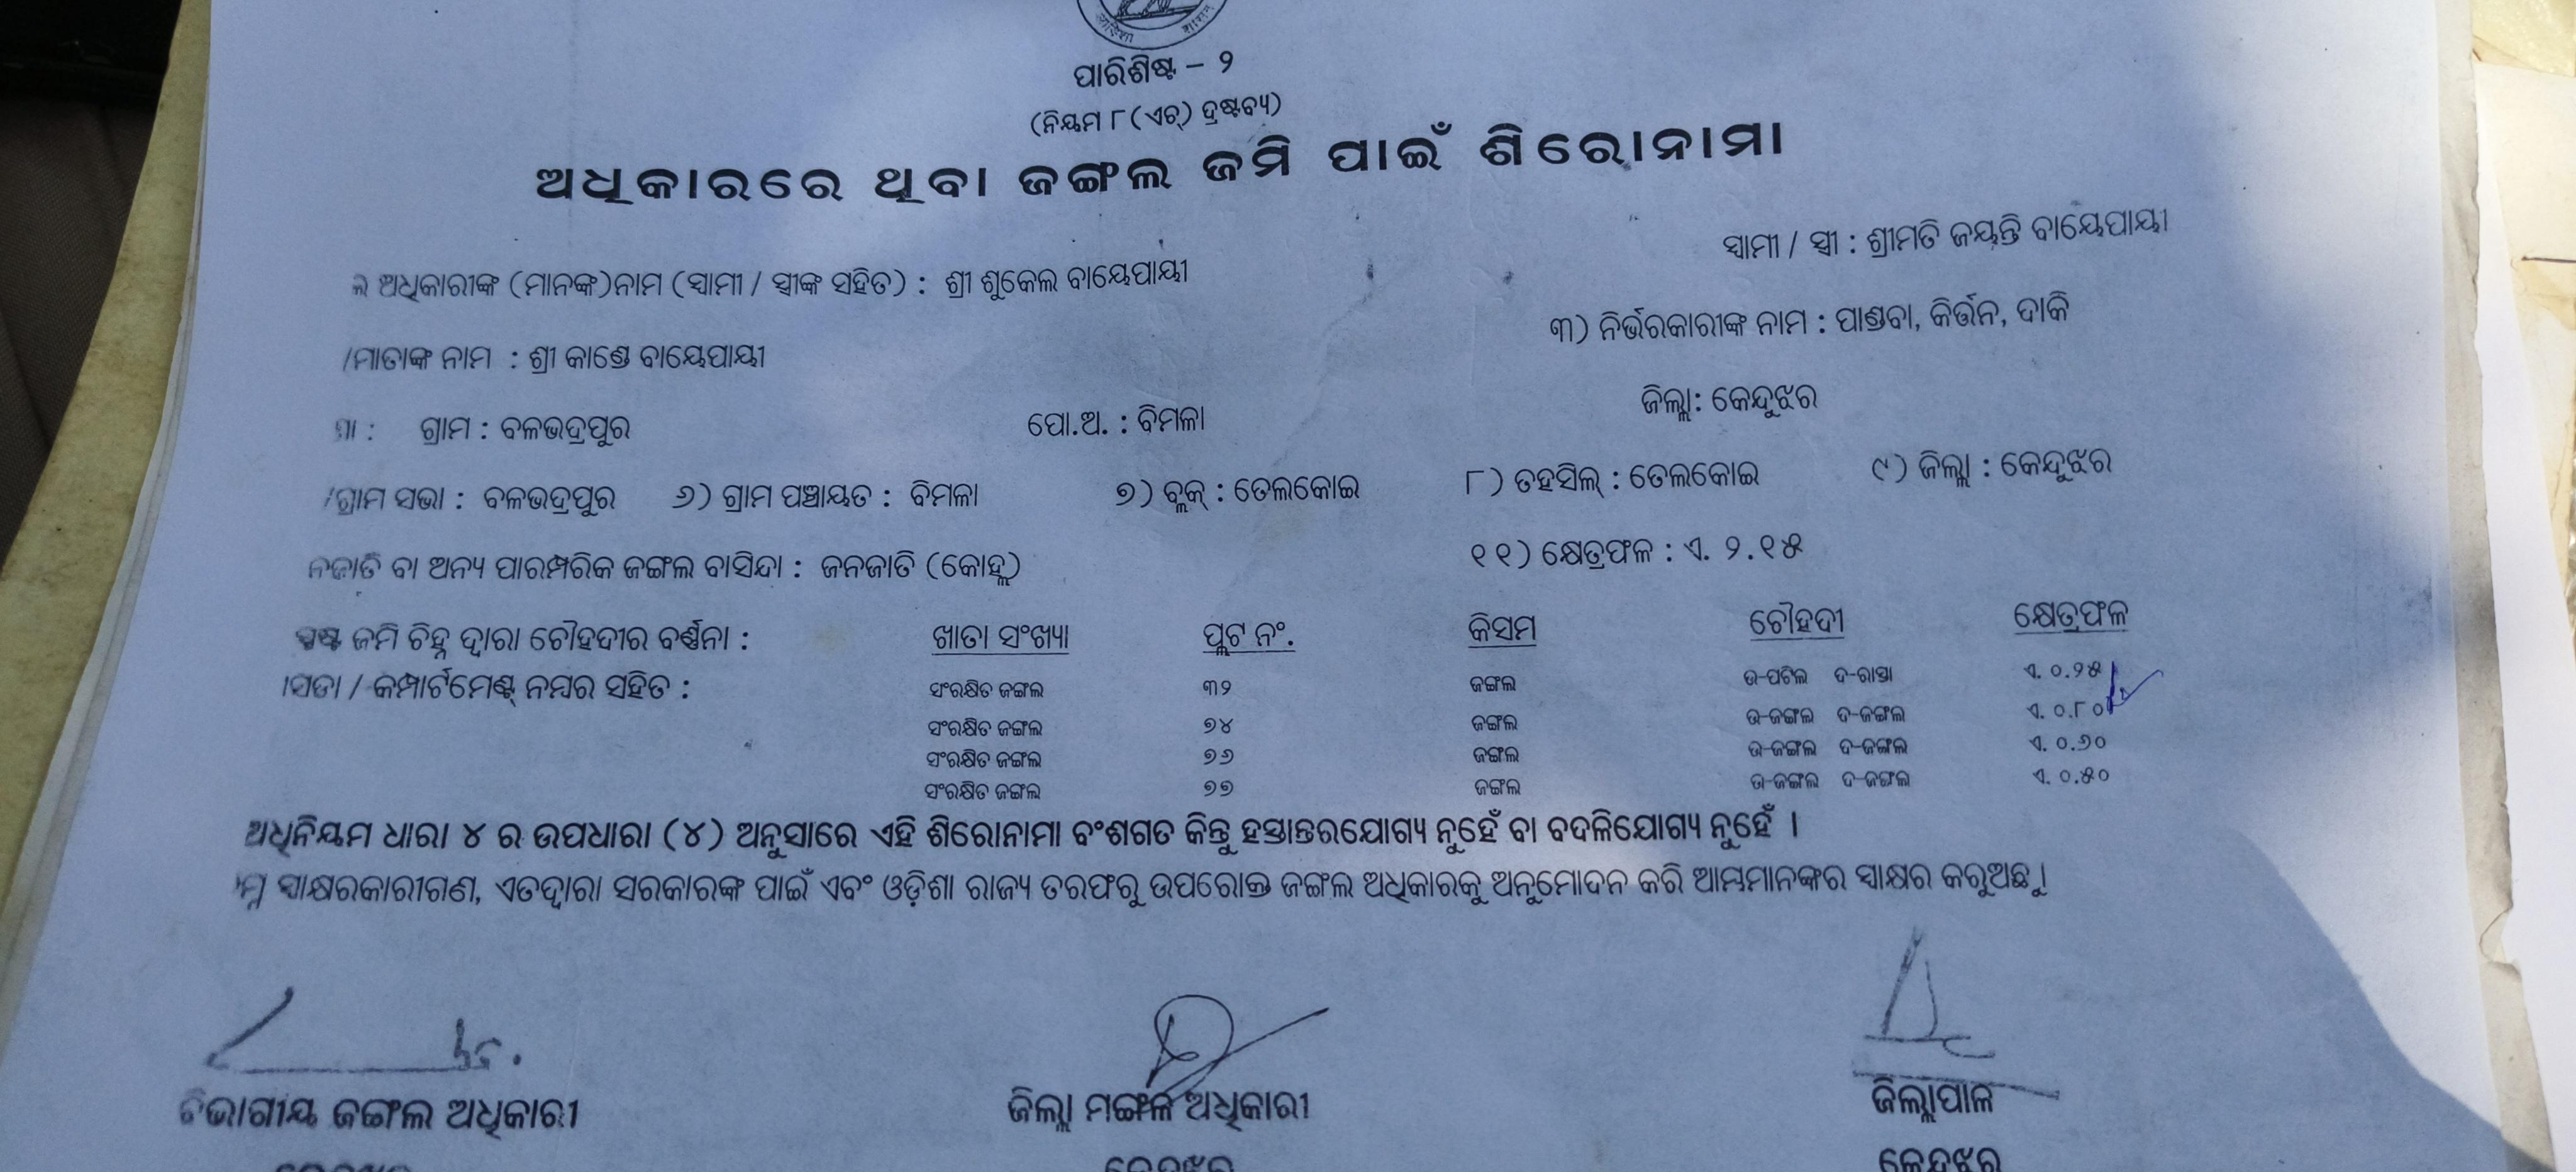 ଓଡ଼ିଶା ଶାସନ
ପାରିଶିଷ୍ଟ – ୨
(ନିୟମ ୮(ଏଚ୍) ଦ୍ରଷ୍ଟବ୍ୟ)
ଅଧିକାରରେ ଥିବା ଜଙ୍ଗଲ ଜମି ପାଇଁ ଶିରୋନାମା
ଲ ଅଧିକାରୀଙ୍କ (ମାନଙ୍କ)ନାମ (ସ୍ୱାମୀ / ସ୍ତ୍ରୀଙ୍କ ସହିତ) : ଶ୍ରୀ ଶୁକେଲ ବାୟେପାୟୀ ସ୍ୱାମୀ / ସ୍ତ୍ରୀ : ଶ୍ରୀମତି ଜୟନ୍ତି ବାୟେପାୟୀ
/ମାତାଙ୍କ ନାମ : ଶ୍ରୀ କାଣ୍ଡେ ବାୟେପାୟୀ ୩) ନିର୍ଭରକାରୀଙ୍କ ନାମ : ପାଣ୍ଡବା, କିର୍ତ୍ତନ, ଦାକି
ଗ୍ରାମ : ବଳଭଦ୍ରପୁର ପୋ.ଅ. : ବିମଳା ଜିଲ୍ଲା: କେନ୍ଦୁଝର
/ଗ୍ରାମ ସଭା : ବଳଭଦ୍ରପୁର ୬) ଗ୍ରାମ ପଞ୍ଚାୟତ : ବିମଳା ୭) ବ୍ଲକ୍ : ତେଲକୋଇ ୮) ତହସିଲ୍ : ତେଲକୋଇ ୯) ଜିଲ୍ଲା : କେନ୍ଦୁଝର
ନଜାତି ବା ଅନ୍ୟ ପାରମ୍ପରିକ ଜଙ୍ଗଲ ବାସିନ୍ଦା : ଜନଜାତି (କୋହ୍ଲ) ୧୧) କ୍ଷେତ୍ରଫଳ : ଏ. ୨.୧୫
ଜମି ଚିହ୍ନ ଦ୍ୱାରା ଚୌହଦୀର ବର୍ଣ୍ଣନା : ଖାତା ସଂଖ୍ୟା ପ୍ଲଟ ନଂ. କିସମ ଚୌହଦୀ କ୍ଷେତ୍ରଫଳ
/ କମ୍ପାର୍ଟମେଣ୍ଟ୍ ନମ୍ବର ସହିତ : ସଂରକ୍ଷିତ ଜଙ୍ଗଲ ୩୨ ଜଙ୍ଗଲ ଉ-ପଟିଲ ଦ-ରାସ୍ତା ଏ. ୦.୨୫
ସଂରକ୍ଷିତ ଜଙ୍ଗଲ ୭୪ ଜଙ୍ଗଲ ଉ-ଜଙ୍ଗଲ ଦ-ଜଙ୍ଗଲ ଏ. ୦.୮୦
ସଂରକ୍ଷିତ ଜଙ୍ଗଲ ୭୬ ଜଙ୍ଗଲ ଉ-ଜଙ୍ଗଲ ଦ-ଜଙ୍ଗଲ ଏ. ୦.୬୦
ସଂରକ୍ଷିତ ଜଙ୍ଗଲ ୭୭ ଜଙ୍ଗଲ ଉ-ଜଙ୍ଗଲ ଦ-ଜଙ୍ଗଲ ଏ. ୦.୫୦
ଅଧିନିୟମ ଧାରା ୪ ର ଉପଧାରା (୪) ଅନୁସାରେ ଏହି ଶିରୋନାମା ବଂଶଗତ କିନ୍ତୁ ହସ୍ତାନ୍ତରଯୋଗ୍ୟ ନୁହେଁ ବା ବଦଳିଯୋଗ୍ୟ ନୁହେଁ ।
ସ୍ୱାକ୍ଷରକାରୀଗଣ, ଏତଦ୍ୱାରା ସରକାରଙ୍କ ପାଇଁ ଏବଂ ଓଡ଼ିଶା ରାଜ୍ୟ ତରଫରୁ ଉପରୋକ୍ତ ଜଙ୍ଗଲ ଅଧିକାରକୁ ଅନୁମୋଦନ କରି ଆମ୍ଭମାନଙ୍କର ସ୍ୱାକ୍ଷର କରୁଅଛୁ ।
ବିଭାଗୀୟ ଜଙ୍ଗଲ ଅଧିକାରୀ ଜିଲ୍ଲା ମଙ୍ଗଳ ଅଧିକାରୀ ଜିଲ୍ଲାପାଳ
କେନ୍ଦୁଝର କେନ୍ଦୁଝର